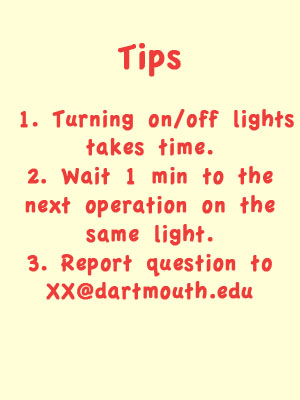 Tips
1. Turning on/off lights
takes time.
2. Wait 1 min to the
next operation on the
same light.
3. Report question to
XX@dartmouth.edu